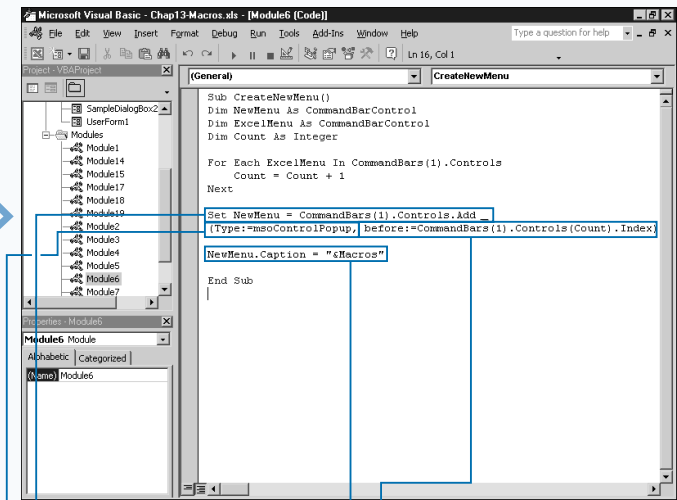 Microsoft Visual Basic - Chap13-Macros.xls - [Module6 (Code)]
File Edit View Insert Format Debug Run Tools Add-Ins Window Help Type a question for help
Ln 16, Col 1
Project - VBAProject
(General) CreateNewMenu
SampleDialogBox2
UserForm1
Modules
Module1
Module14
Module15
Module17
Module18
Module19
Module2
Module3
Module4
Module5
Module6
Module7
Sub CreateNewMenu()
Dim NewMenu As CommandBarControl
Dim ExcelMenu As CommandBarControl
Dim Count As Integer
For Each ExcelMenu In CommandBars(1).Controls
Count = Count + 1
Next
Set NewMenu = CommandBars(1).Controls.Add _
(Type:=msoControlPopup, before:=CommandBars(1).Controls(Count).Index)
NewMenu.Caption = "&Macros"
End Sub
Properties - Module6
Module6 Module
Alphabetic Categorized
(Name) Module6